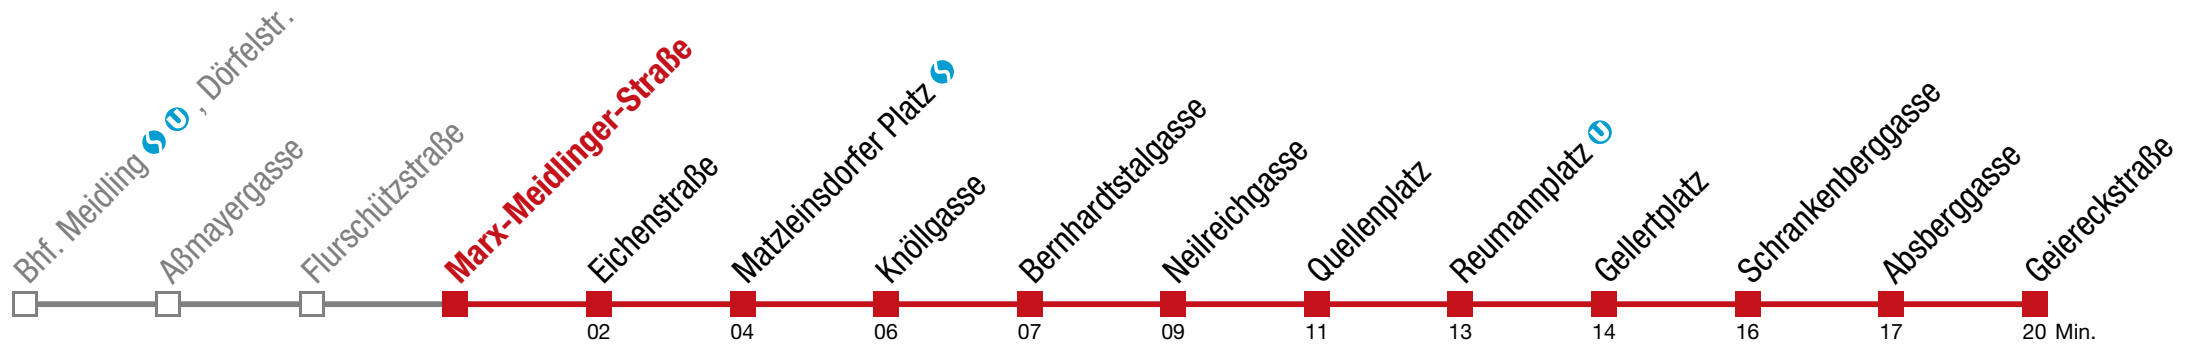 Bhf. Meidling S U , Dörfelstr.
Aßmayergasse
Flurschützstraße
Marx-Meidlinger-Straße
Eichenstraße
Matzleinsdorfer Platz S
Knöllgasse
Bernhardtstalgasse
Neilreichgasse
Quellenplatz
Reumannplatz U
Gellertplatz
Schrankenberggasse
Absberggasse
Geiereckstraße
02 04 06 07 09 11 13 14 16 17 20 Min.